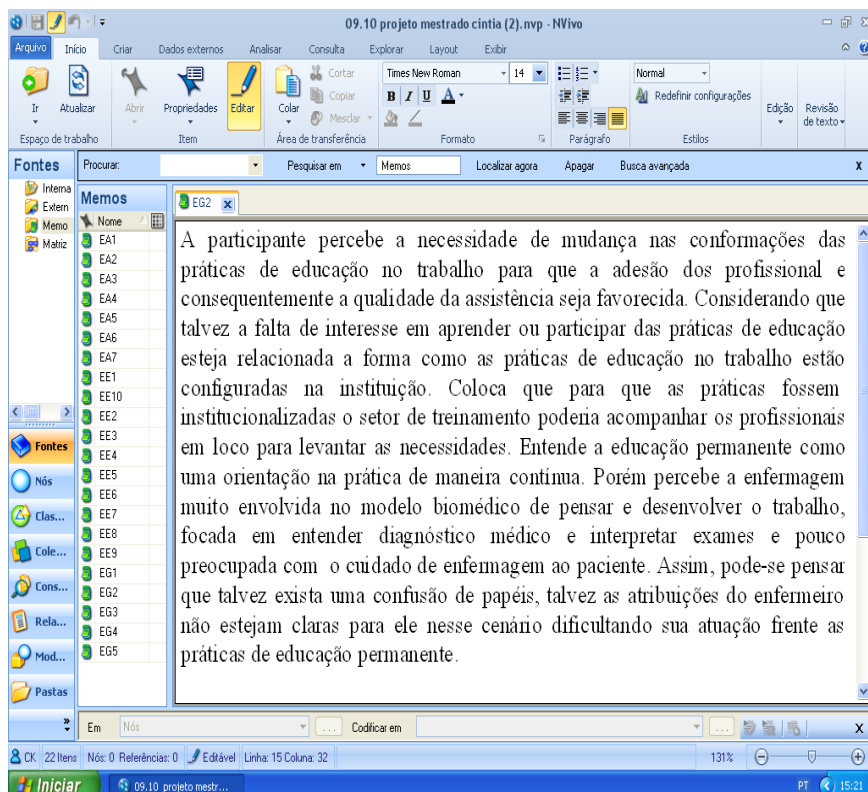 09.10 projeto mestrado cintia (2).nvp - NVivo
Arquivo Início Criar Dados externos Analisar Consulta Explorar Layout Exibir
Ir Atualizar Abrir Propriedades Editar Colar Cortar Copiar Mesclar Times New Roman 14 B I U A Normal Redefinir configurações Edição Revisão de texto
Espaço de trabalho Item Área de transferência Formato Parágrafo Estilos
Fontes Procurar: Pesquisar em Memos Localizar agora Apagar Busca avançada x
Interna
Extern
Memo
Matriz
Fontes
Nós
Clas...
Cole...
Cons...
Rela...
Mod...
Pastas
Memos
Nome
EA1
EA2
EA3
EA4
EA5
EA6
EA7
EE1
EE10
EE2
EE3
EE4
EE5
EE6
EE7
EE8
EE9
EG1
EG2
EG3
EG4
EG5
EG2 x
A participante percebe a necessidade de mudança nas conformações das
práticas de educação no trabalho para que a adesão dos profissional e
consequentemente a qualidade da assistência seja favorecida. Considerando que
talvez a falta de interesse em aprender ou participar das práticas de educação
esteja relacionada a forma como as práticas de educação no trabalho estão
configuradas na instituição. Coloca que para que as práticas fossem
institucionalizadas o setor de treinamento poderia acompanhar os profissionais
em loco para levantar as necessidades. Entende a educação permanente como
uma orientação na prática de maneira contínua. Porém percebe a enfermagem
muito envolvida no modelo biomédico de pensar e desenvolver o trabalho,
focada em entender diagnóstico médico e interpretar exames e pouco
preocupada com o cuidado de enfermagem ao paciente. Assim, pode-se pensar
que talvez exista uma confusão de papéis, talvez as atribuições do enfermeiro
não estejam claras para ele nesse cenário dificultando sua atuação frente as
práticas de educação permanente.
Em Nós ... Codificar em ... x
CK 22 Itens Nós: 0 Referências: 0 Editável Linha: 15 Coluna: 32 131%
Iniciar 09.10 projeto mestr... PT 15:21